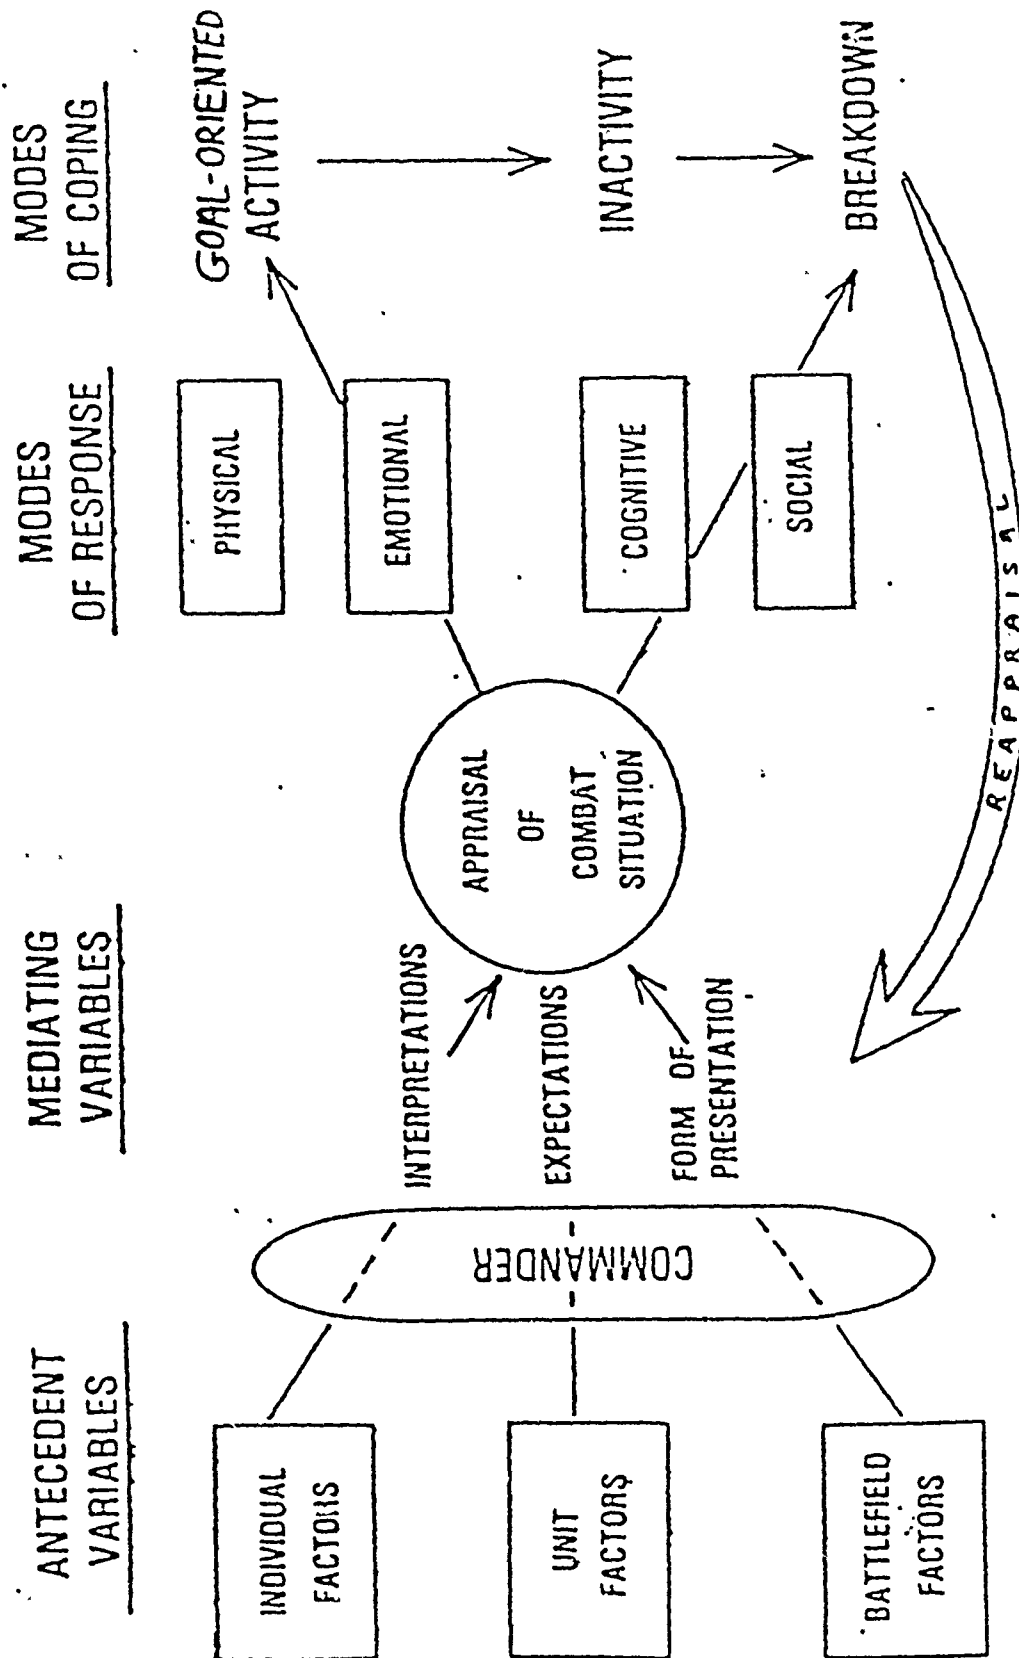 ANTECEDENT
VARIABLES
MEDIATING
VARIABLES
MODES
OF RESPONSE
MODES
OF COPING
INDIVIDUAL
FACTORS
UNIT
FACTORS
BATTLEFIELD
FACTORS
COMMANDER
INTERPRETATIONS
EXPECTATIONS
FORM OF
PRESENTATION
APPRAISAL
OF
COMBAT
SITUATION
PHYSICAL
EMOTIONAL
COGNITIVE
SOCIAL
GOAL-ORIENTED
ACTIVITY
INACTIVITY
BREAKDOWN
REAPPRAISAL